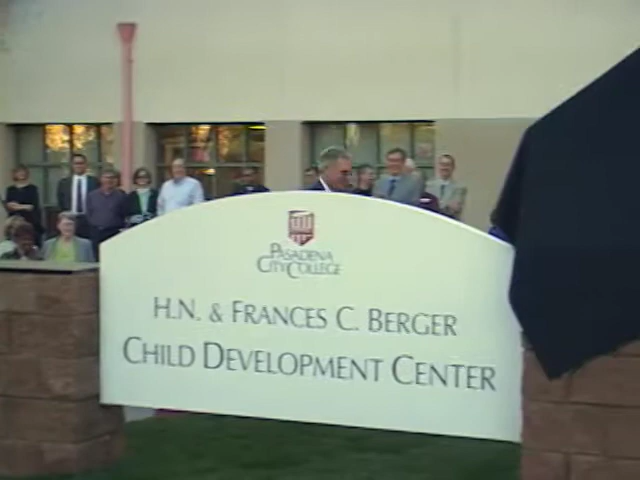 PASADENA
CITY COLLEGE
H.N. & FRANCES C. BERGER
CHILD DEVELOPMENT CENTER